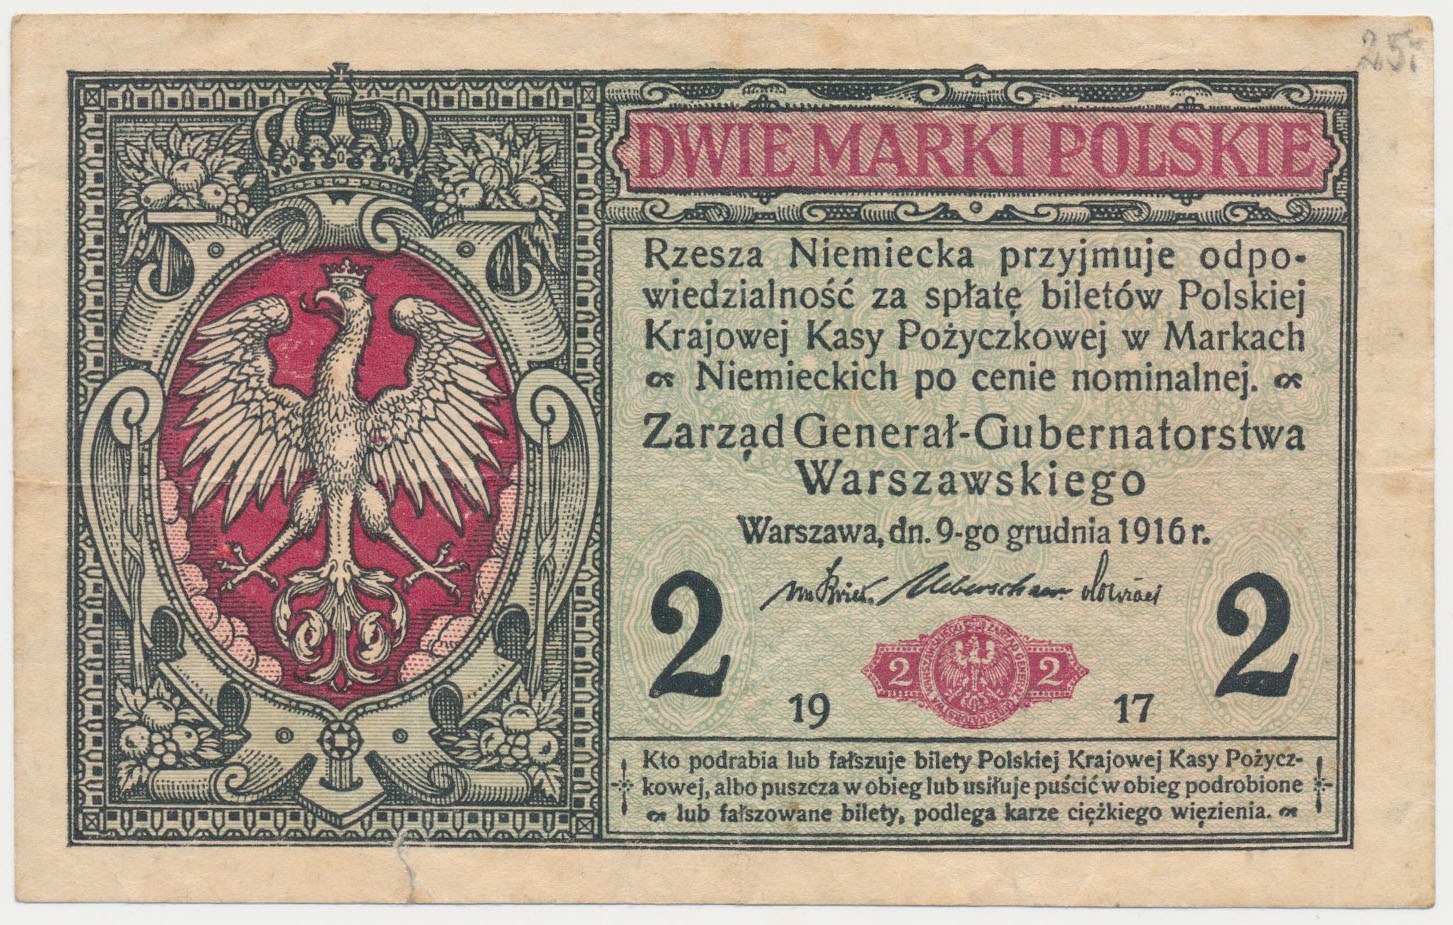 25
DWIE MARKI POLSKIE
Rzesza Niemiecka przyjmuje odpo-
wiedzialność za spłatę biletów Polskiej
Krajowej Kasy Pożyczkowej w Markach
Niemieckich po cenie nominalnej.
Zarząd Generał-Gubernatorstwa
Warszawskiego
Warszawa, dn. 9-go grudnia 1916 r.
2 2
2 2
19 17
Kto podrabia lub fałszuje bilety Polskiej Krajowej Kasy Pożycz-
kowej, albo puszcza w obieg lub usiłuje puścić w obieg podrobione
lub fałszowane bilety, podlega karze ciężkiego więzienia.